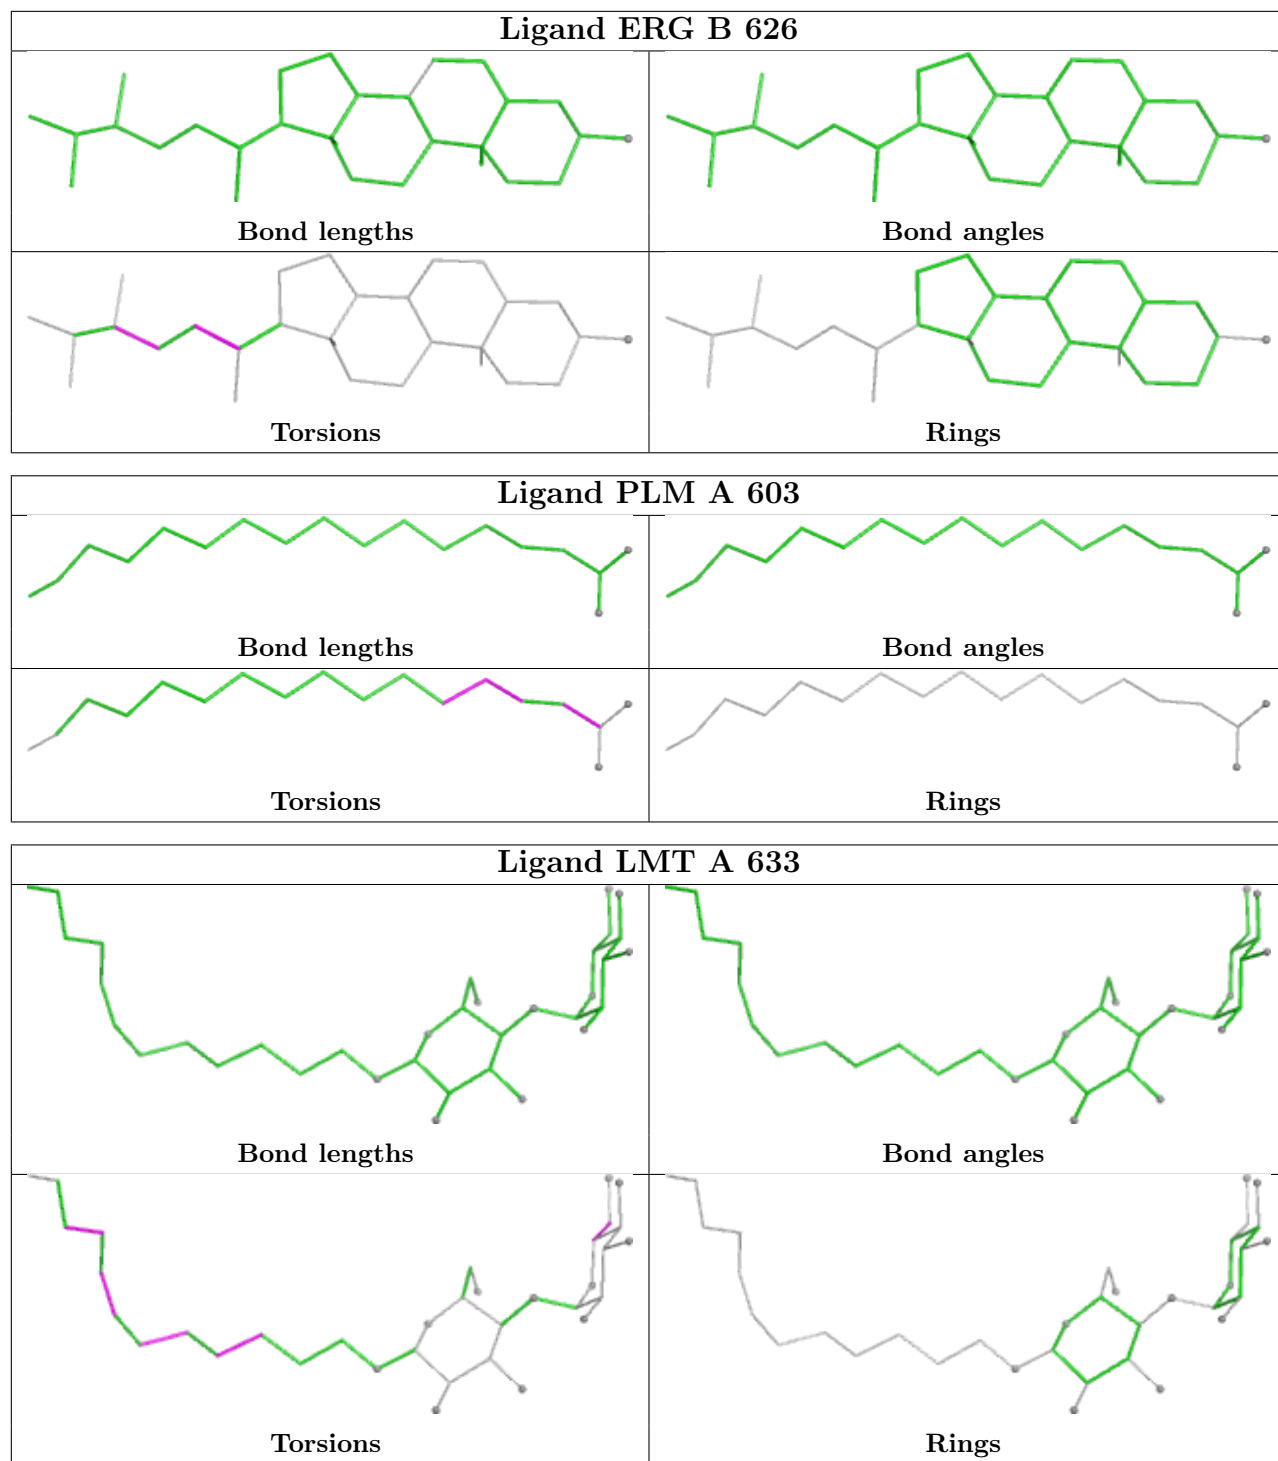 Ligand ERG B 626
Bond lengths
Bond angles
Torsions
Rings
Ligand PLM A 603
Bond lengths
Bond angles
Torsions
Rings
Ligand LMT A 633
Bond lengths
Bond angles
Torsions
Rings